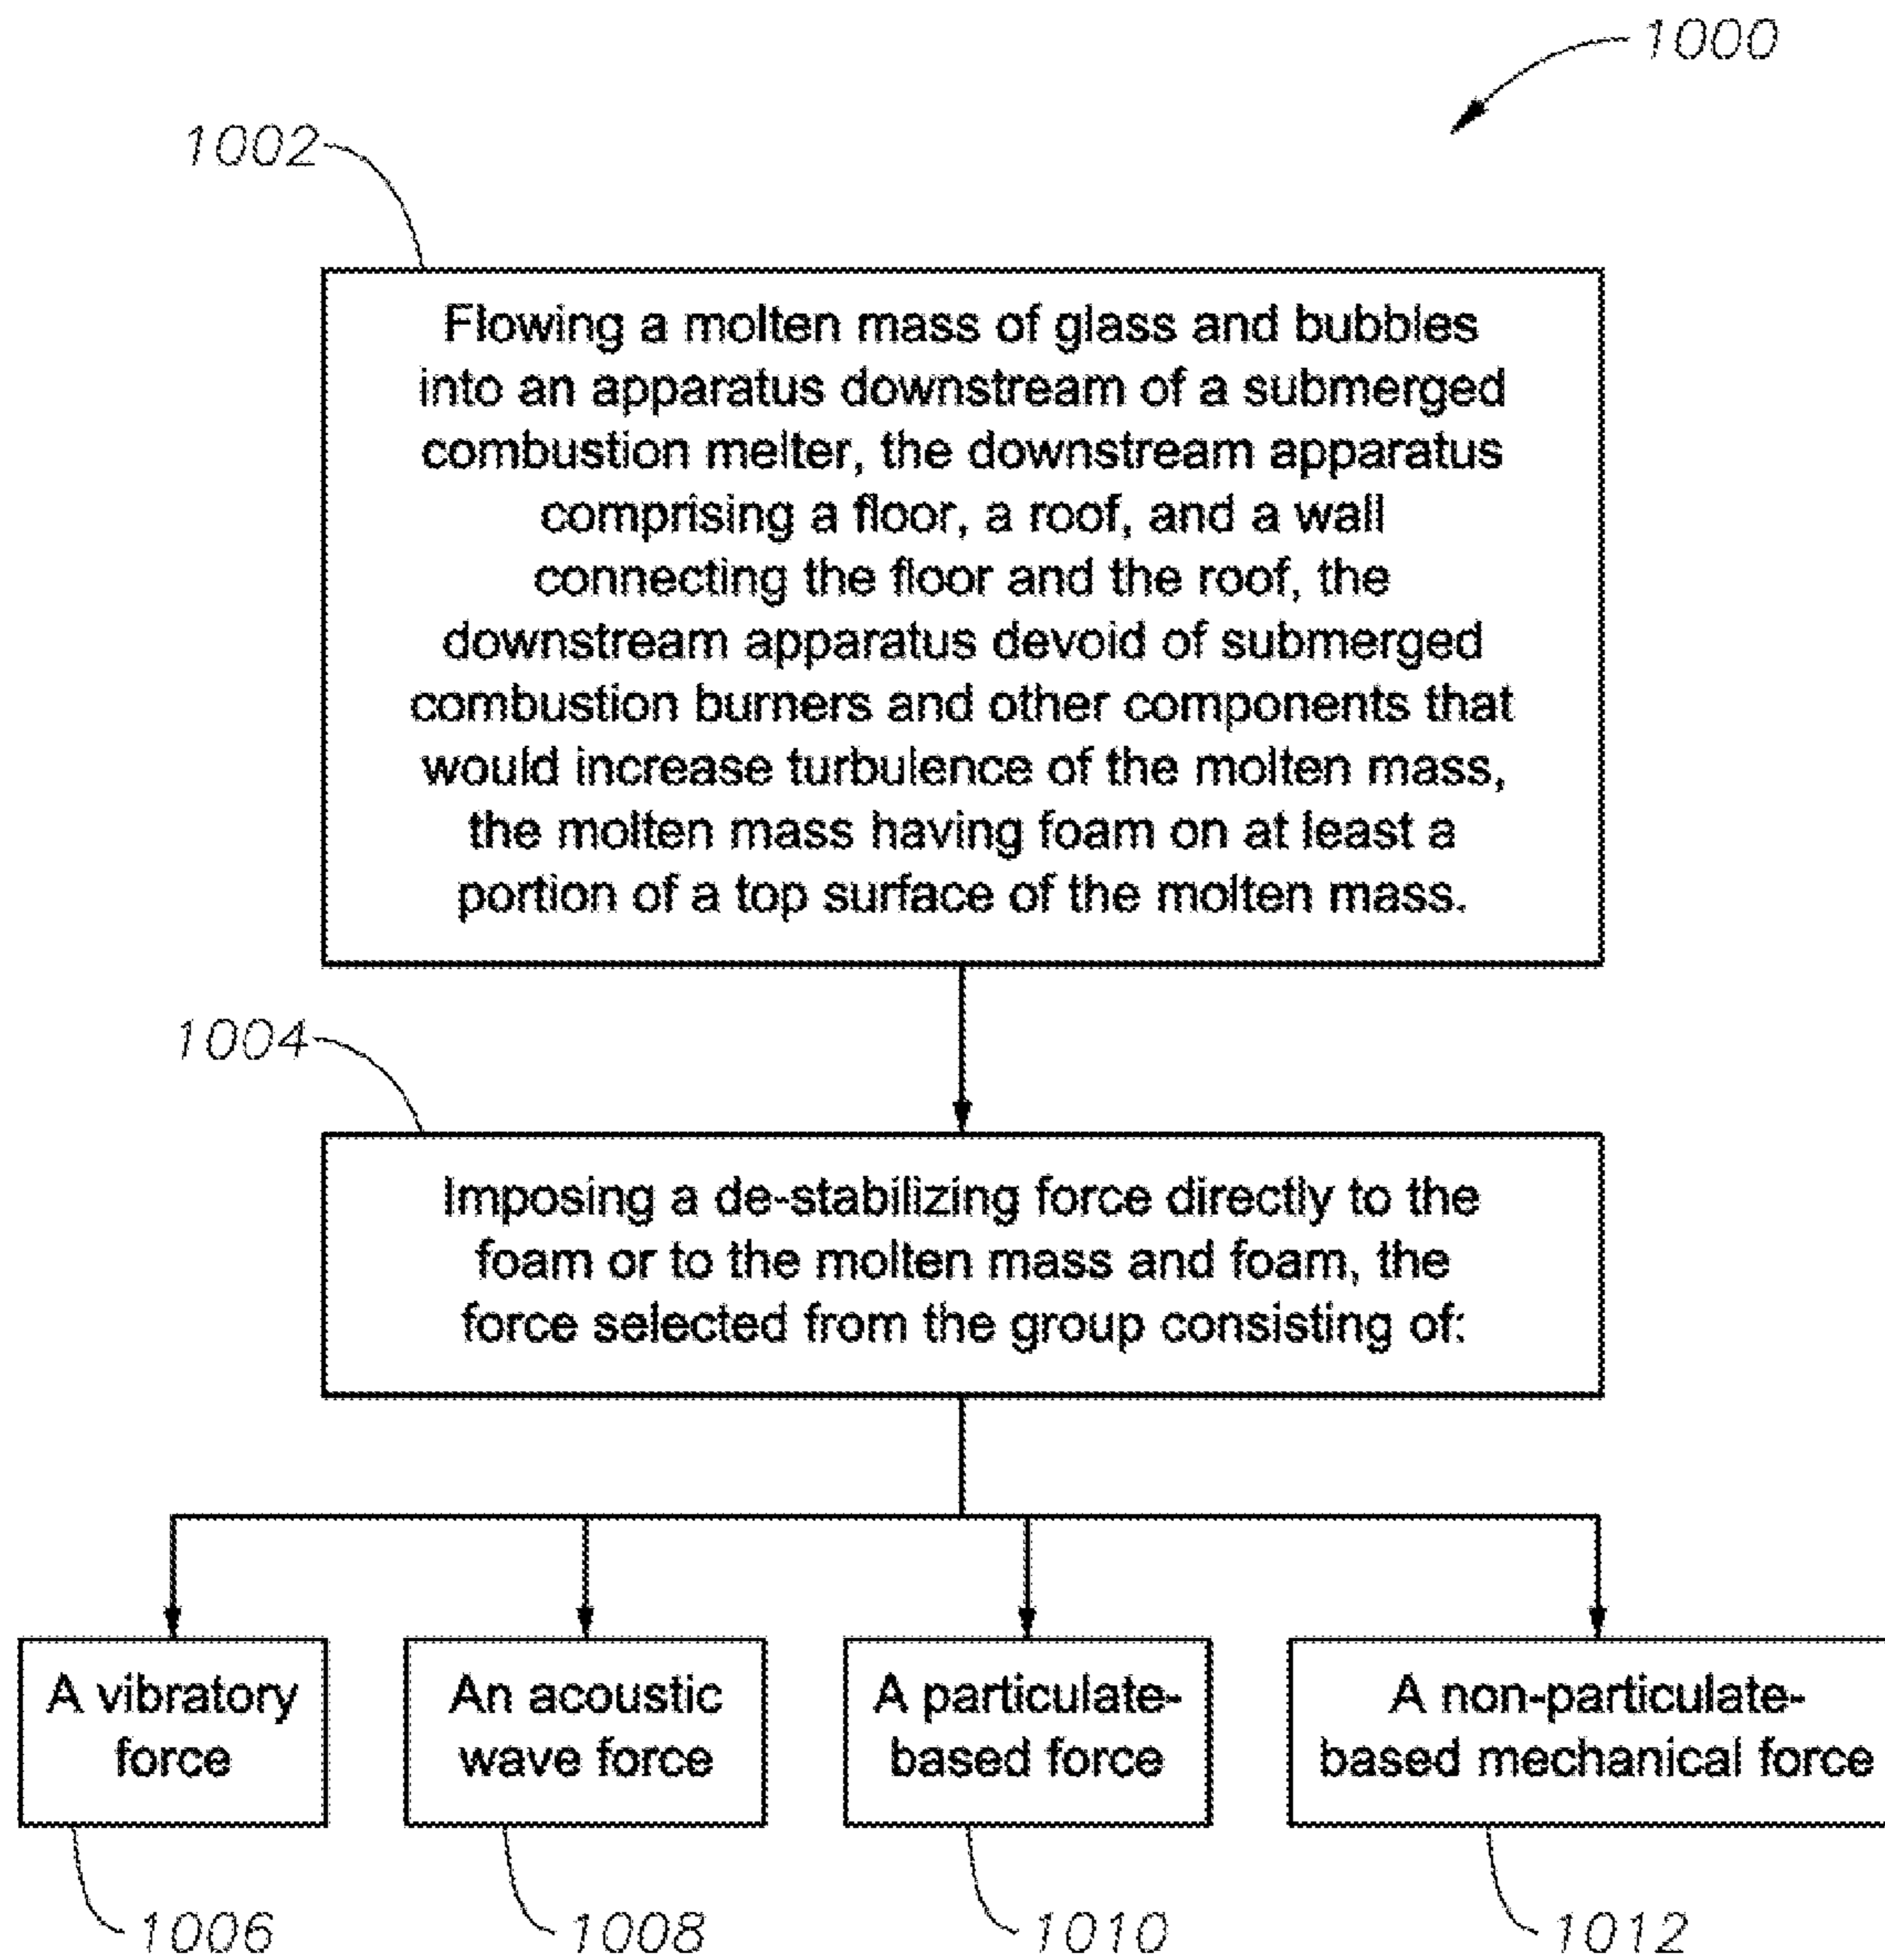 1000
1002
Flowing a molten mass of glass and bubbles
into an apparatus downstream of a submerged
combustion melter, the downstream apparatus
comprising a floor, a roof, and a wall
connecting the floor and the roof, the
downstream apparatus devoid of submerged
combustion burners and other components that
would increase turbulence of the molten mass,
the molten mass having foam on at least a
portion of a top surface of the molten mass.
1004
Imposing a de-stabilizing force directly to the
foam or to the molten mass and foam, the
force selected from the group consisting of:
A vibratory
force
An acoustic
wave force
A particulate-
based force
A non-particulate-
based mechanical force
1006
1008
1010
1012